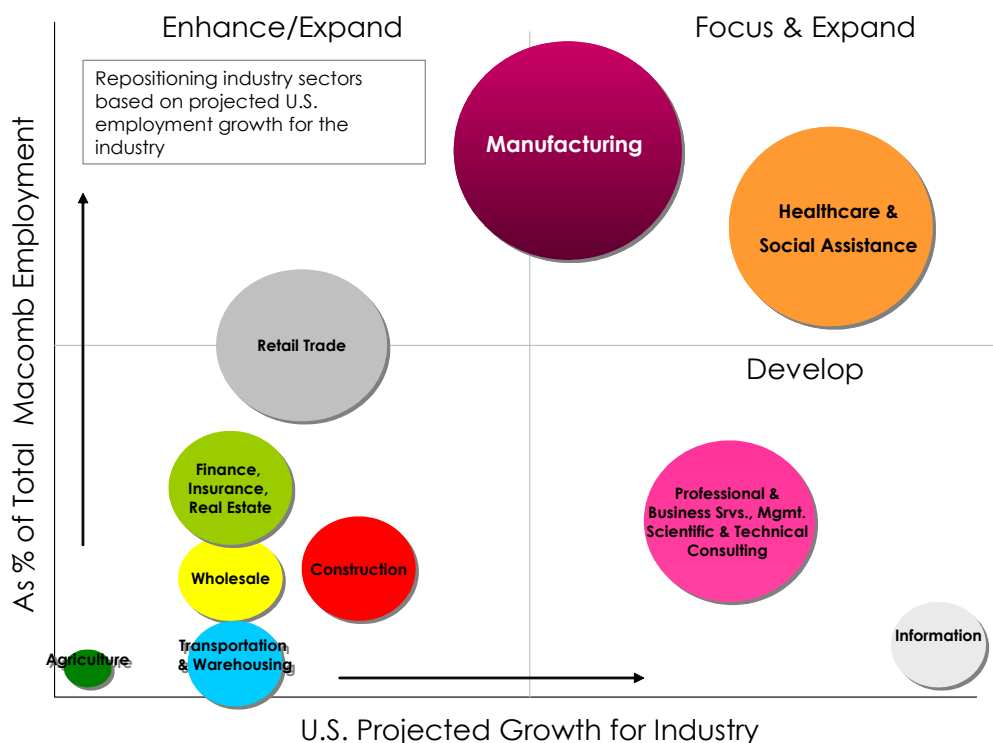 Enhance/Expand
Focus & Expand
Repositioning industry sectors
based on projected U.S.
employment growth for the
industry
Manufacturing
Healthcare &
Social Assistance
As % of Total Macomb Employment
Retail Trade
Develop
Finance,
Insurance,
Real Estate
Professional &
Business Srvs., Mgmt.
Scientific & Technical
Consulting
Wholesale
Construction
Information
Agriculture
Transportation
& Warehousing
U.S. Projected Growth for Industry